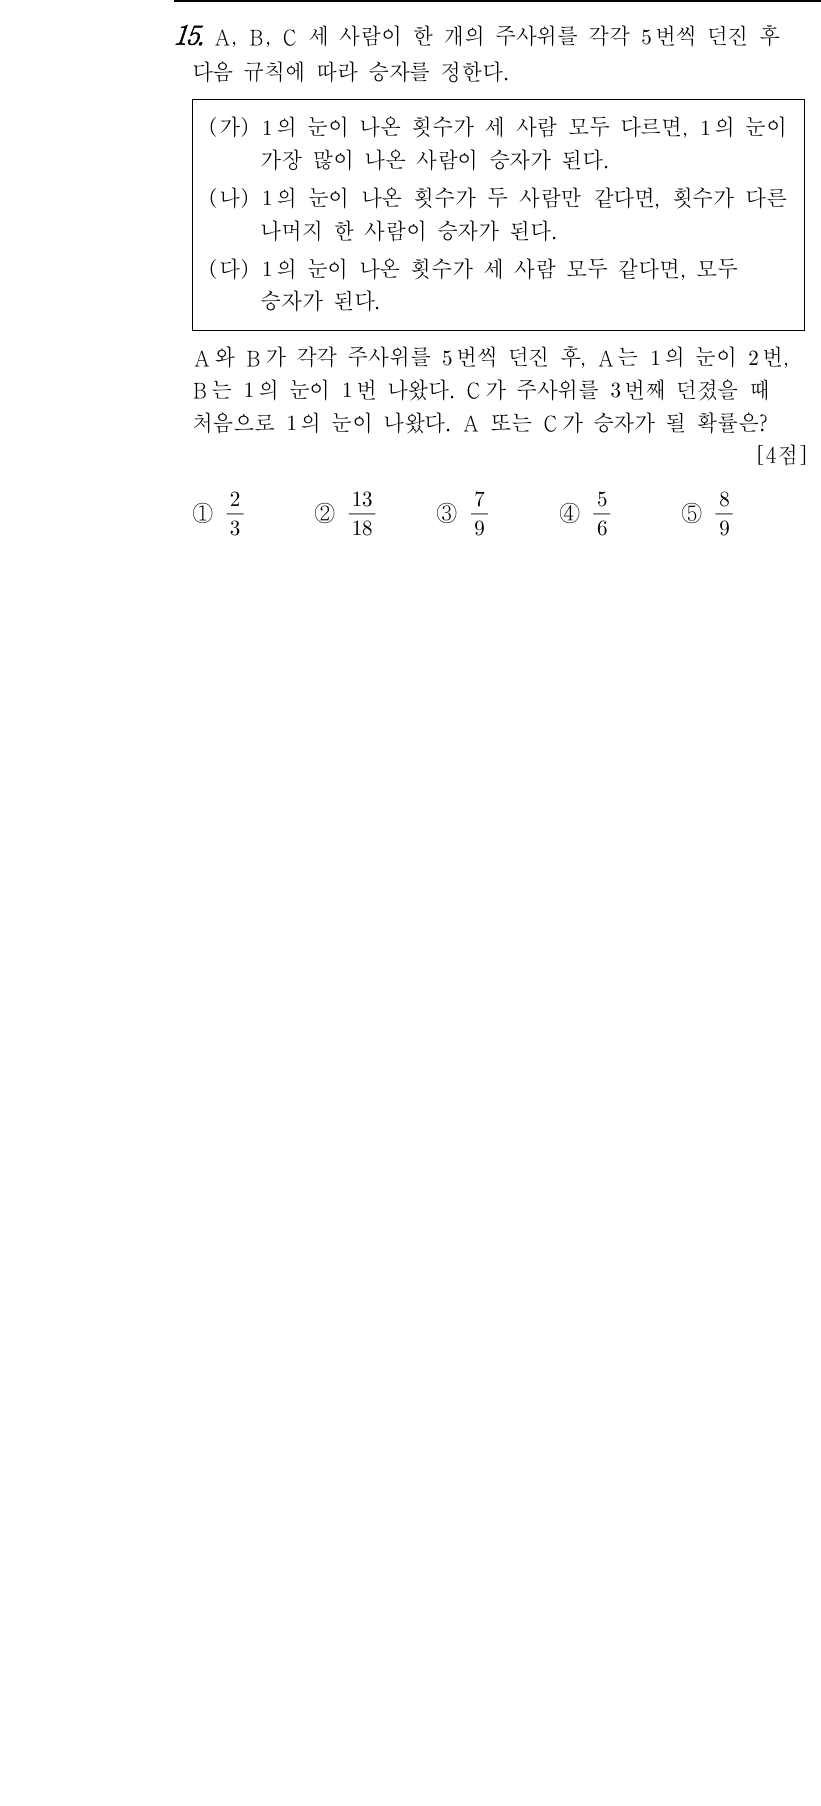 15. A, B, C 세 사람이 한 개의 주사위를 각각 5번씩 던진 후
다음 규칙에 따라 승자를 정한다.
(가) 1의 눈이 나온 횟수가 세 사람 모두 다르면, 1의 눈이
가장 많이 나온 사람이 승자가 된다.
(나) 1의 눈이 나온 횟수가 두 사람만 같다면, 횟수가 다른
나머지 한 사람이 승자가 된다.
(다) 1의 눈이 나온 횟수가 세 사람 모두 같다면, 모두
승자가 된다.
A와 B가 각각 주사위를 5번씩 던진 후, A는 1의 눈이 2번,
B는 1의 눈이 1번 나왔다. C가 주사위를 3번째 던졌을 때
처음으로 1의 눈이 나왔다. A 또는 C가 승자가 될 확률은?
[4점]
① 2/3 ② 13/18 ③ 7/9 ④ 5/6 ⑤ 8/9